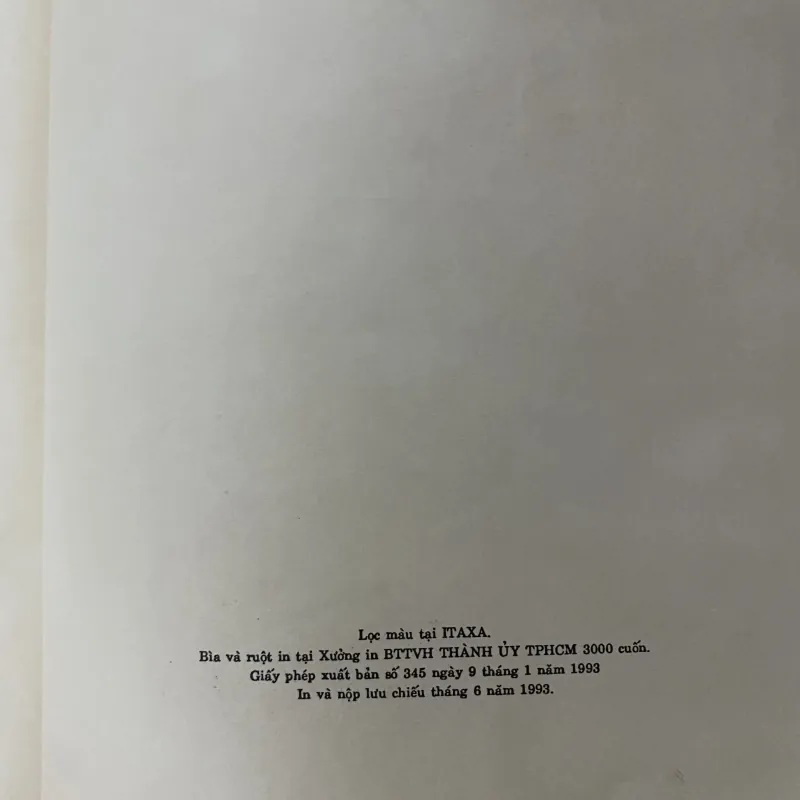 Lọc màu tại ITAXA.
Bìa và ruột in tại Xưởng in BTTVH THÀNH ỦY TPHCM 3000 cuốn.
Giấy phép xuất bản số 345 ngày 9 tháng 1 năm 1993
In và nộp lưu chiếu tháng 6 năm 1993.